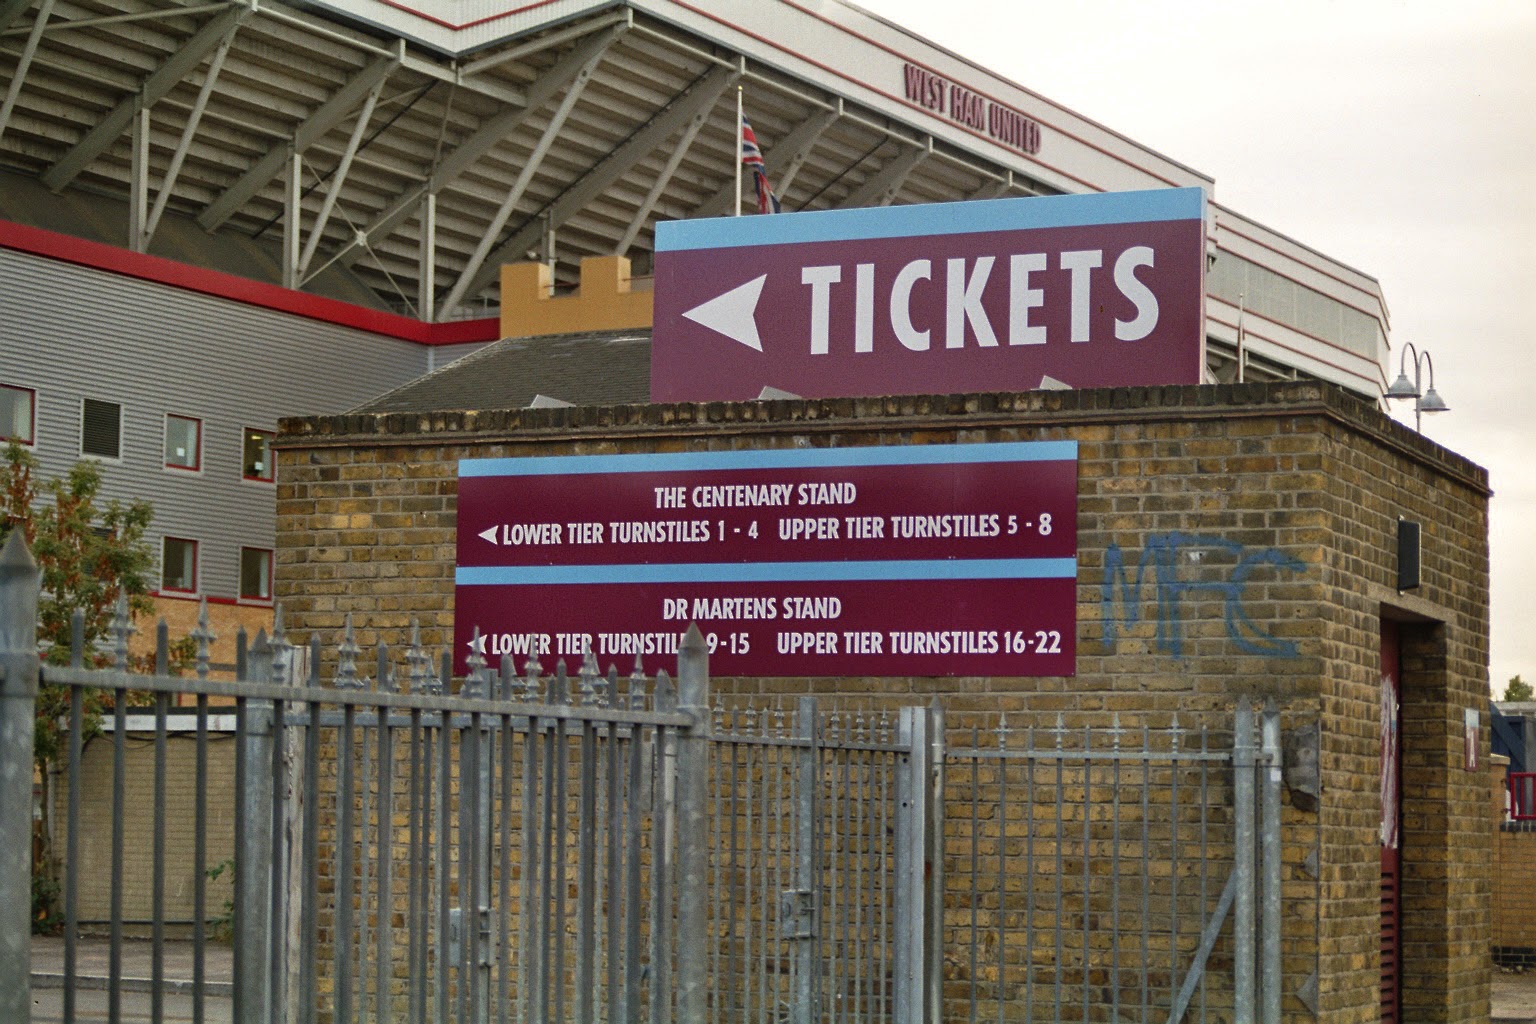 WEST HAM UNITED
TICKETS
THE CENTENARY STAND
LOWER TIER TURNSTILES 1 - 4 UPPER TIER TURNSTILES 5 - 8
DR MARTENS STAND
LOWER TIER TURNSTILES 9-15 UPPER TIER TURNSTILES 16-22
MFC
A